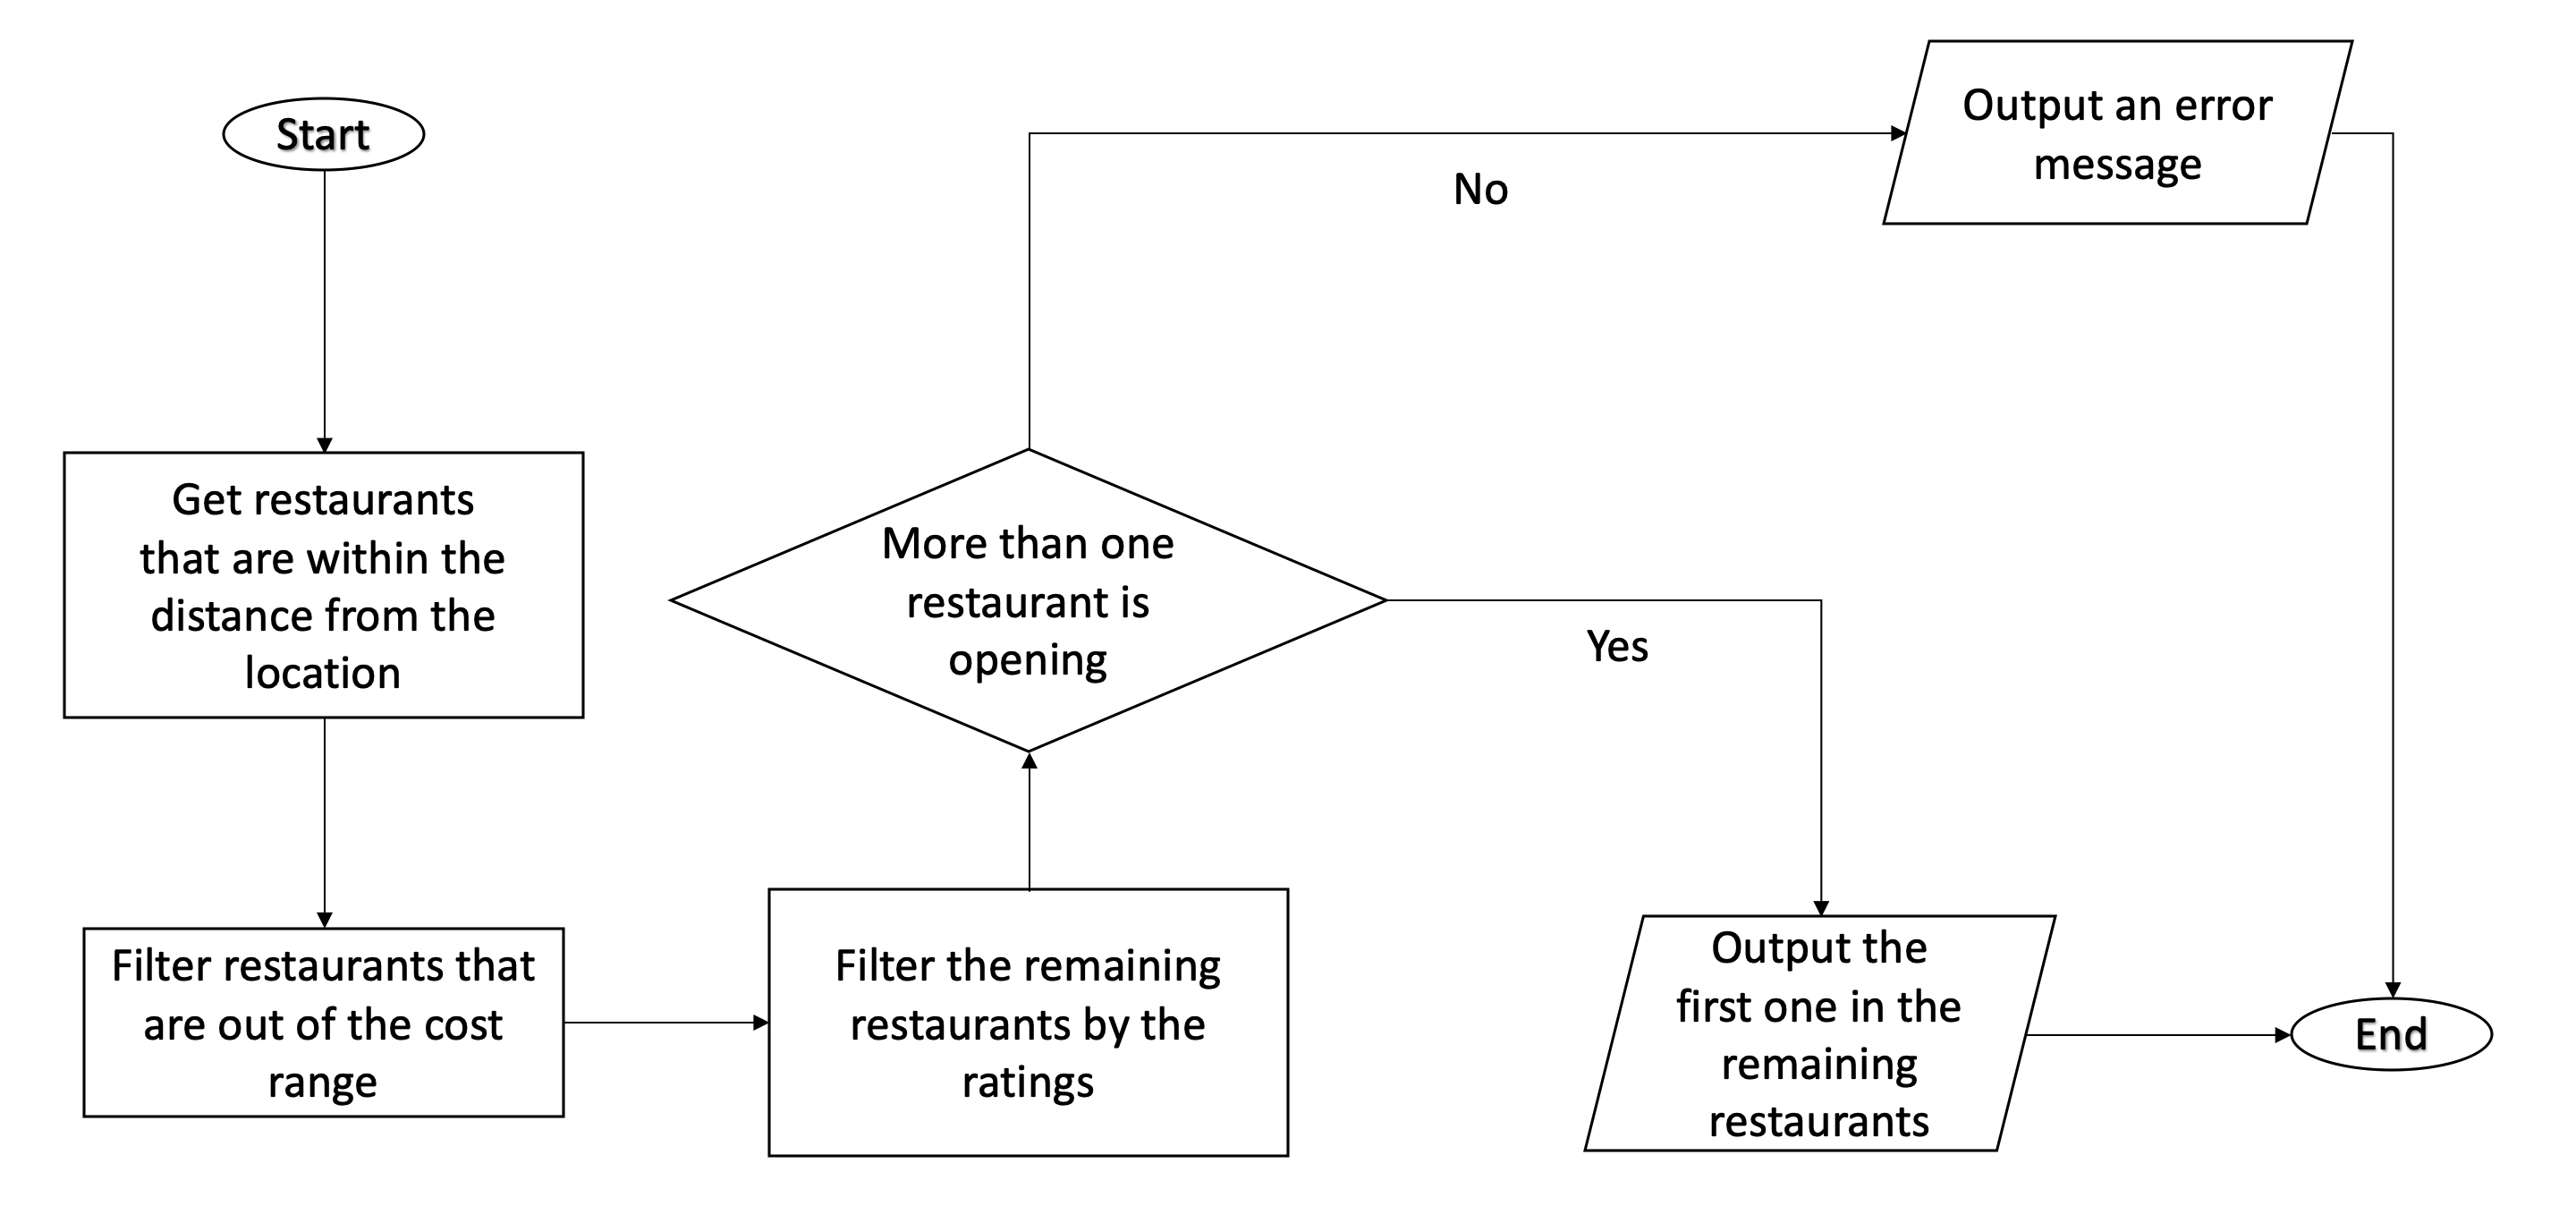 Start
Get restaurants
that are within the
distance from the
location
Filter restaurants that
are out of the cost
range
Filter the remaining
restaurants by the
ratings
More than one
restaurant is
opening
No
Output an error
message
Yes
Output the
first one in the
remaining
restaurants
End